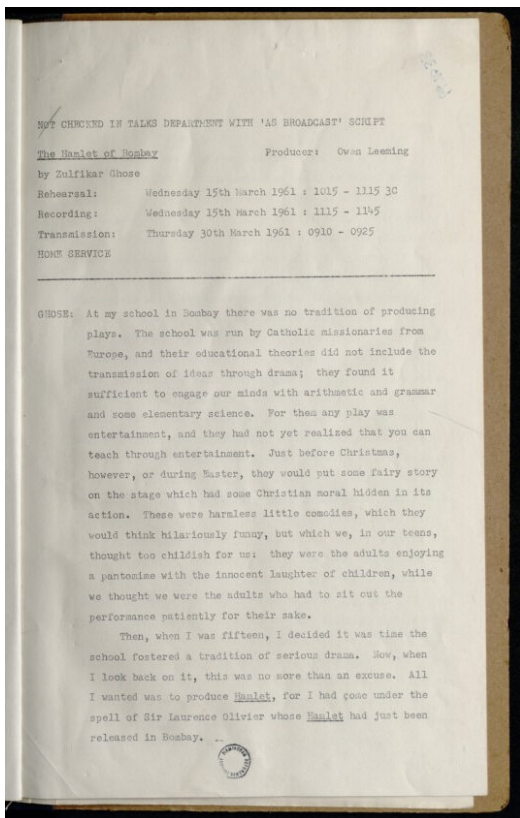 NOT CHECKED IN TALKS DEPARTMENT WITH 'AS BROADCAST' SCRIPT
The Hamlet of Bombay Producer: Owen Leeming
by Zulfikar Ghose
Rehearsal: Wednesday 15th March 1961 : 1015 - 1115 3C
Recording: Wednesday 15th March 1961 : 1115 - 1145
Transmission: Thursday 30th March 1961 : 0910 - 0925
HOME SERVICE
GHOSE: At my school in Bombay there was no tradition of producing
plays. The school was run by Catholic missionaries from
Europe, and their educational theories did not include the
transmission of ideas through drama; they found it
sufficient to engage our minds with arithmetic and grammar
and some elementary science. For them any play was
entertainment, and they had not yet realized that you can
teach through entertainment. Just before Christmas,
however, or during Easter, they would put some fairy story
on the stage which had some Christian moral hidden in its
action. These were harmless little comedies, which they
would think hilariously funny, but which we, in our teens,
thought too childish for us: they were the adults enjoying
a pantomime with the innocent laughter of children, while
we thought we were the adults who had to sit out the
performance patiently for their sake.
Then, when I was fifteen, I decided it was time the
school fostered a tradition of serious drama. Now, when
I look back on it, this was no more than an excuse. All
I wanted was to produce Hamlet, for I had come under the
spell of Sir Laurence Olivier whose Hamlet had just been
released in Bombay.